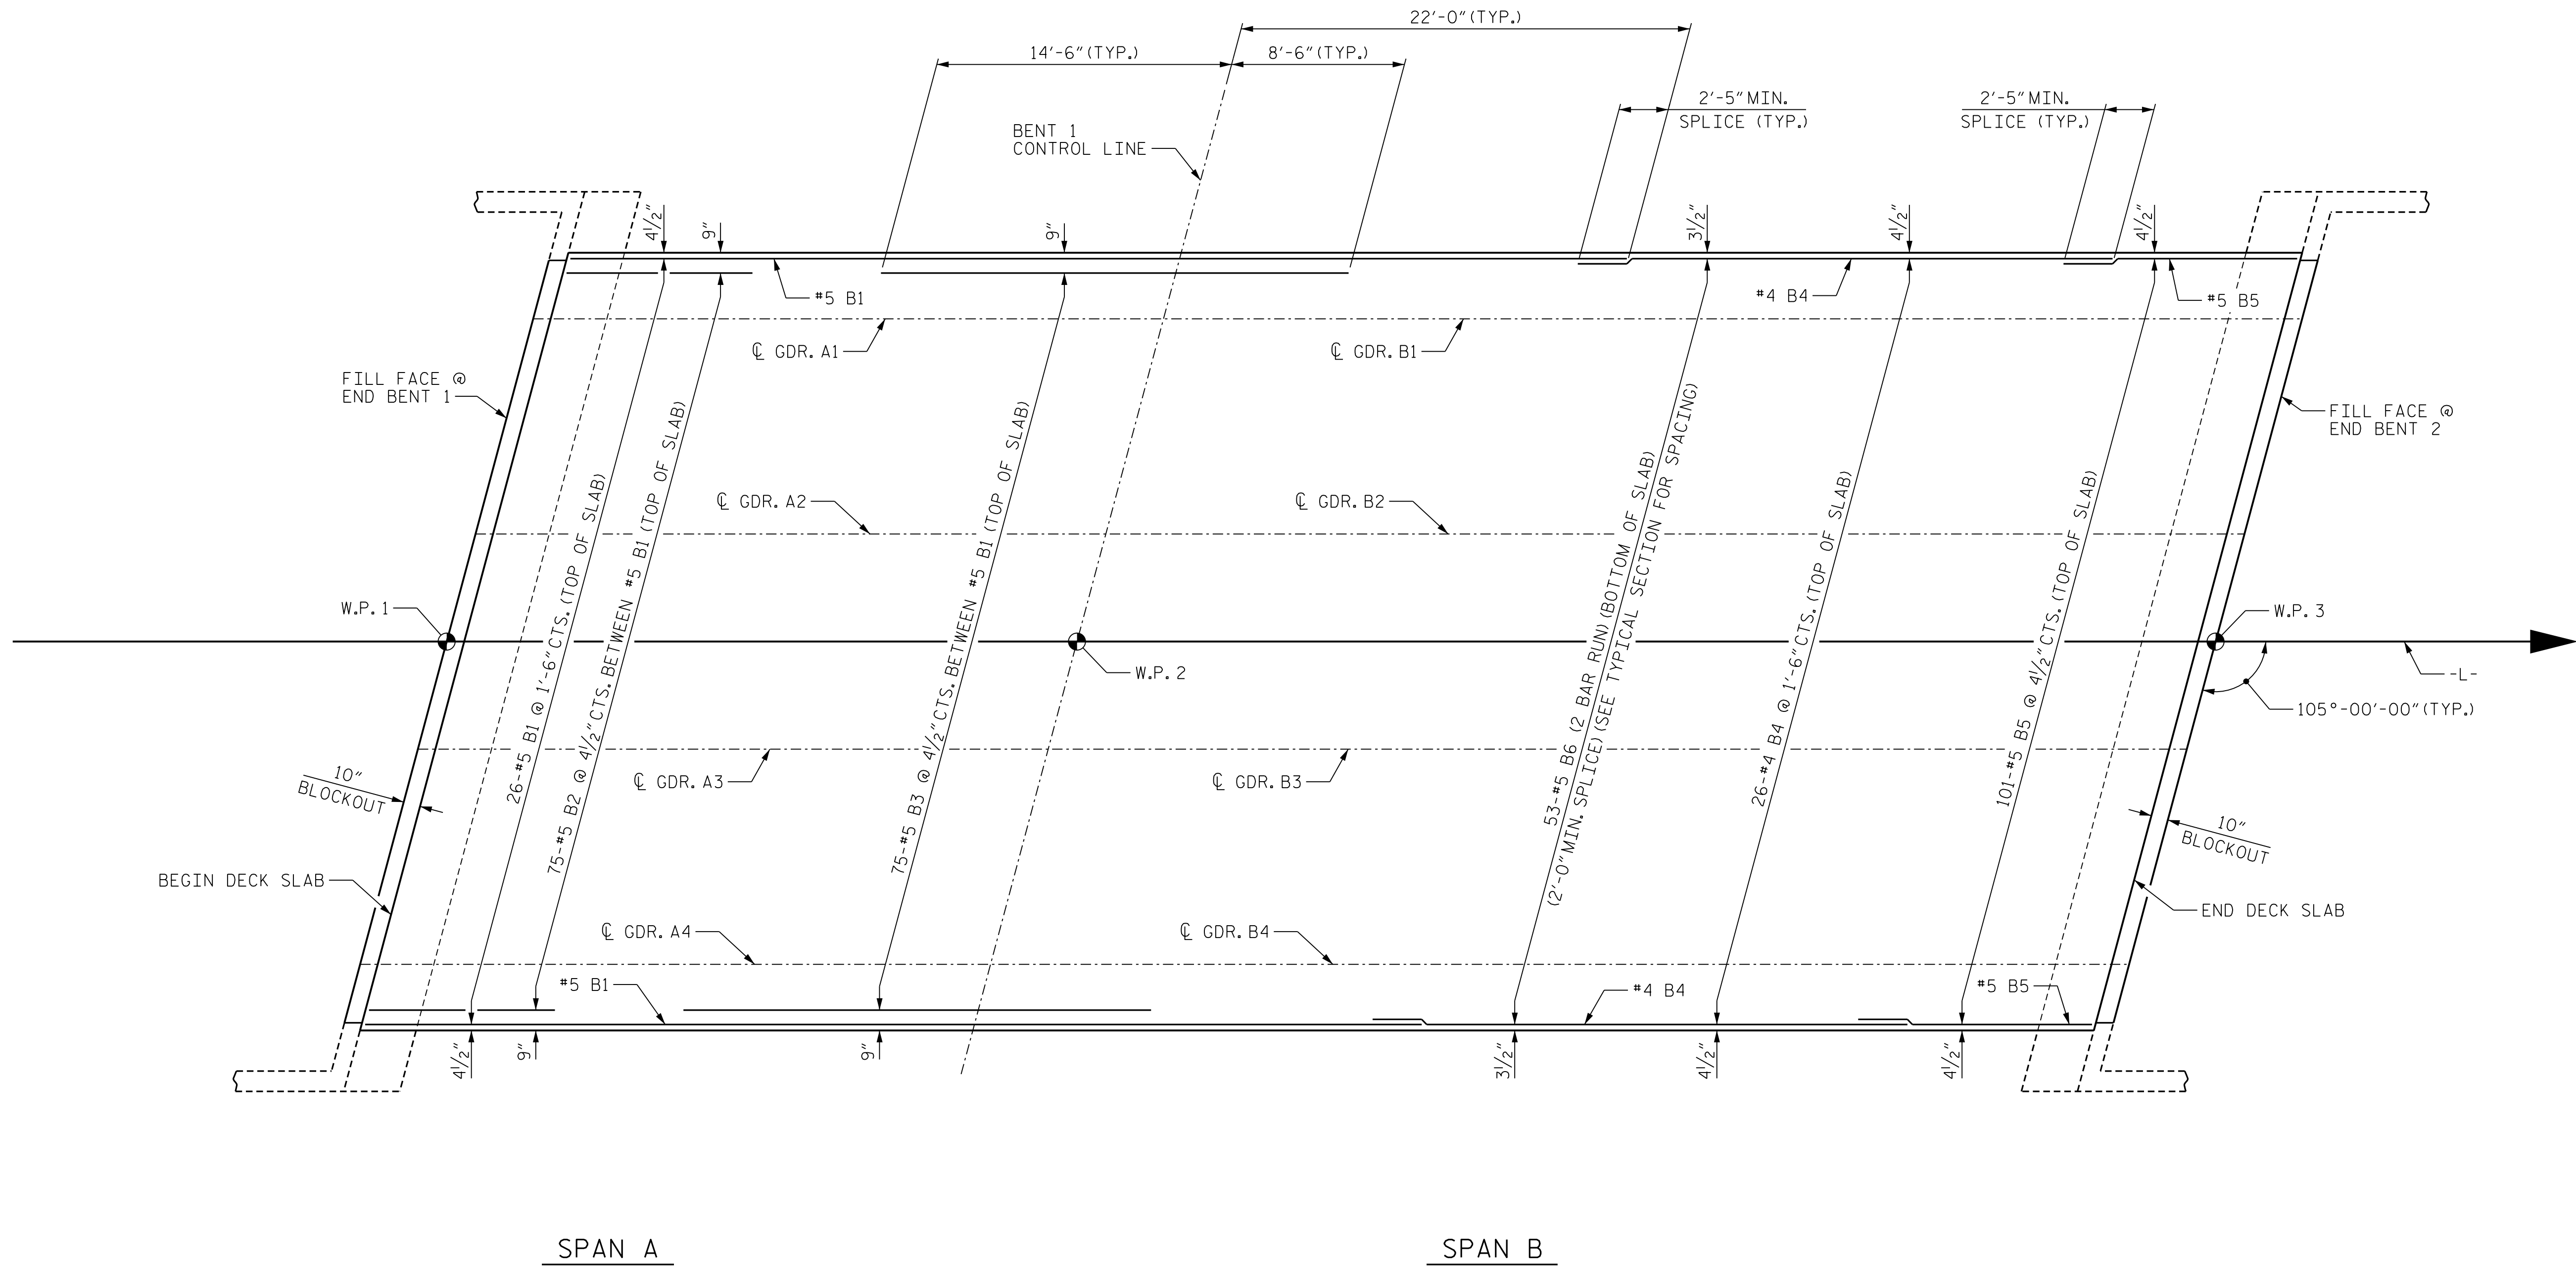 22'-0" (TYP.)
14'-6" (TYP.)
8'-6" (TYP.)
2'-5" MIN.
SPLICE (TYP.)
2'-5" MIN.
SPLICE (TYP.)
BENT 1
CONTROL LINE
4½"
9"
9"
3½"
4½"
4½"
#5 B1
#4 B4
#5 B5
℄ GDR. A1
℄ GDR. B1
FILL FACE @
END BENT 1
FILL FACE @
END BENT 2
℄ GDR. A2
℄ GDR. B2
26-#5 B1 @ 1'-6" CTS. (TOP OF SLAB)
75-#5 B2 @ 4½" CTS. BETWEEN #5 B1 (TOP OF SLAB)
75-#5 B3 @ 4½" CTS. BETWEEN #5 B1 (TOP OF SLAB)
53-#5 B6 (2 BAR RUN) (BOTTOM OF SLAB)
(2'-0" MIN. SPLICE) (SEE TYPICAL SECTION FOR SPACING)
26-#4 B4 @ 1'-6" CTS. (TOP OF SLAB)
101-#5 B5 @ 4½" CTS. (TOP OF SLAB)
W.P. 1
W.P. 2
W.P. 3
-L-
105°-00'-00" (TYP.)
℄ GDR. A3
℄ GDR. B3
10"
BLOCKOUT
10"
BLOCKOUT
BEGIN DECK SLAB
END DECK SLAB
℄ GDR. A4
℄ GDR. B4
#5 B1
#4 B4
#5 B5
4½"
9"
9"
3½"
4½"
4½"
SPAN A
SPAN B